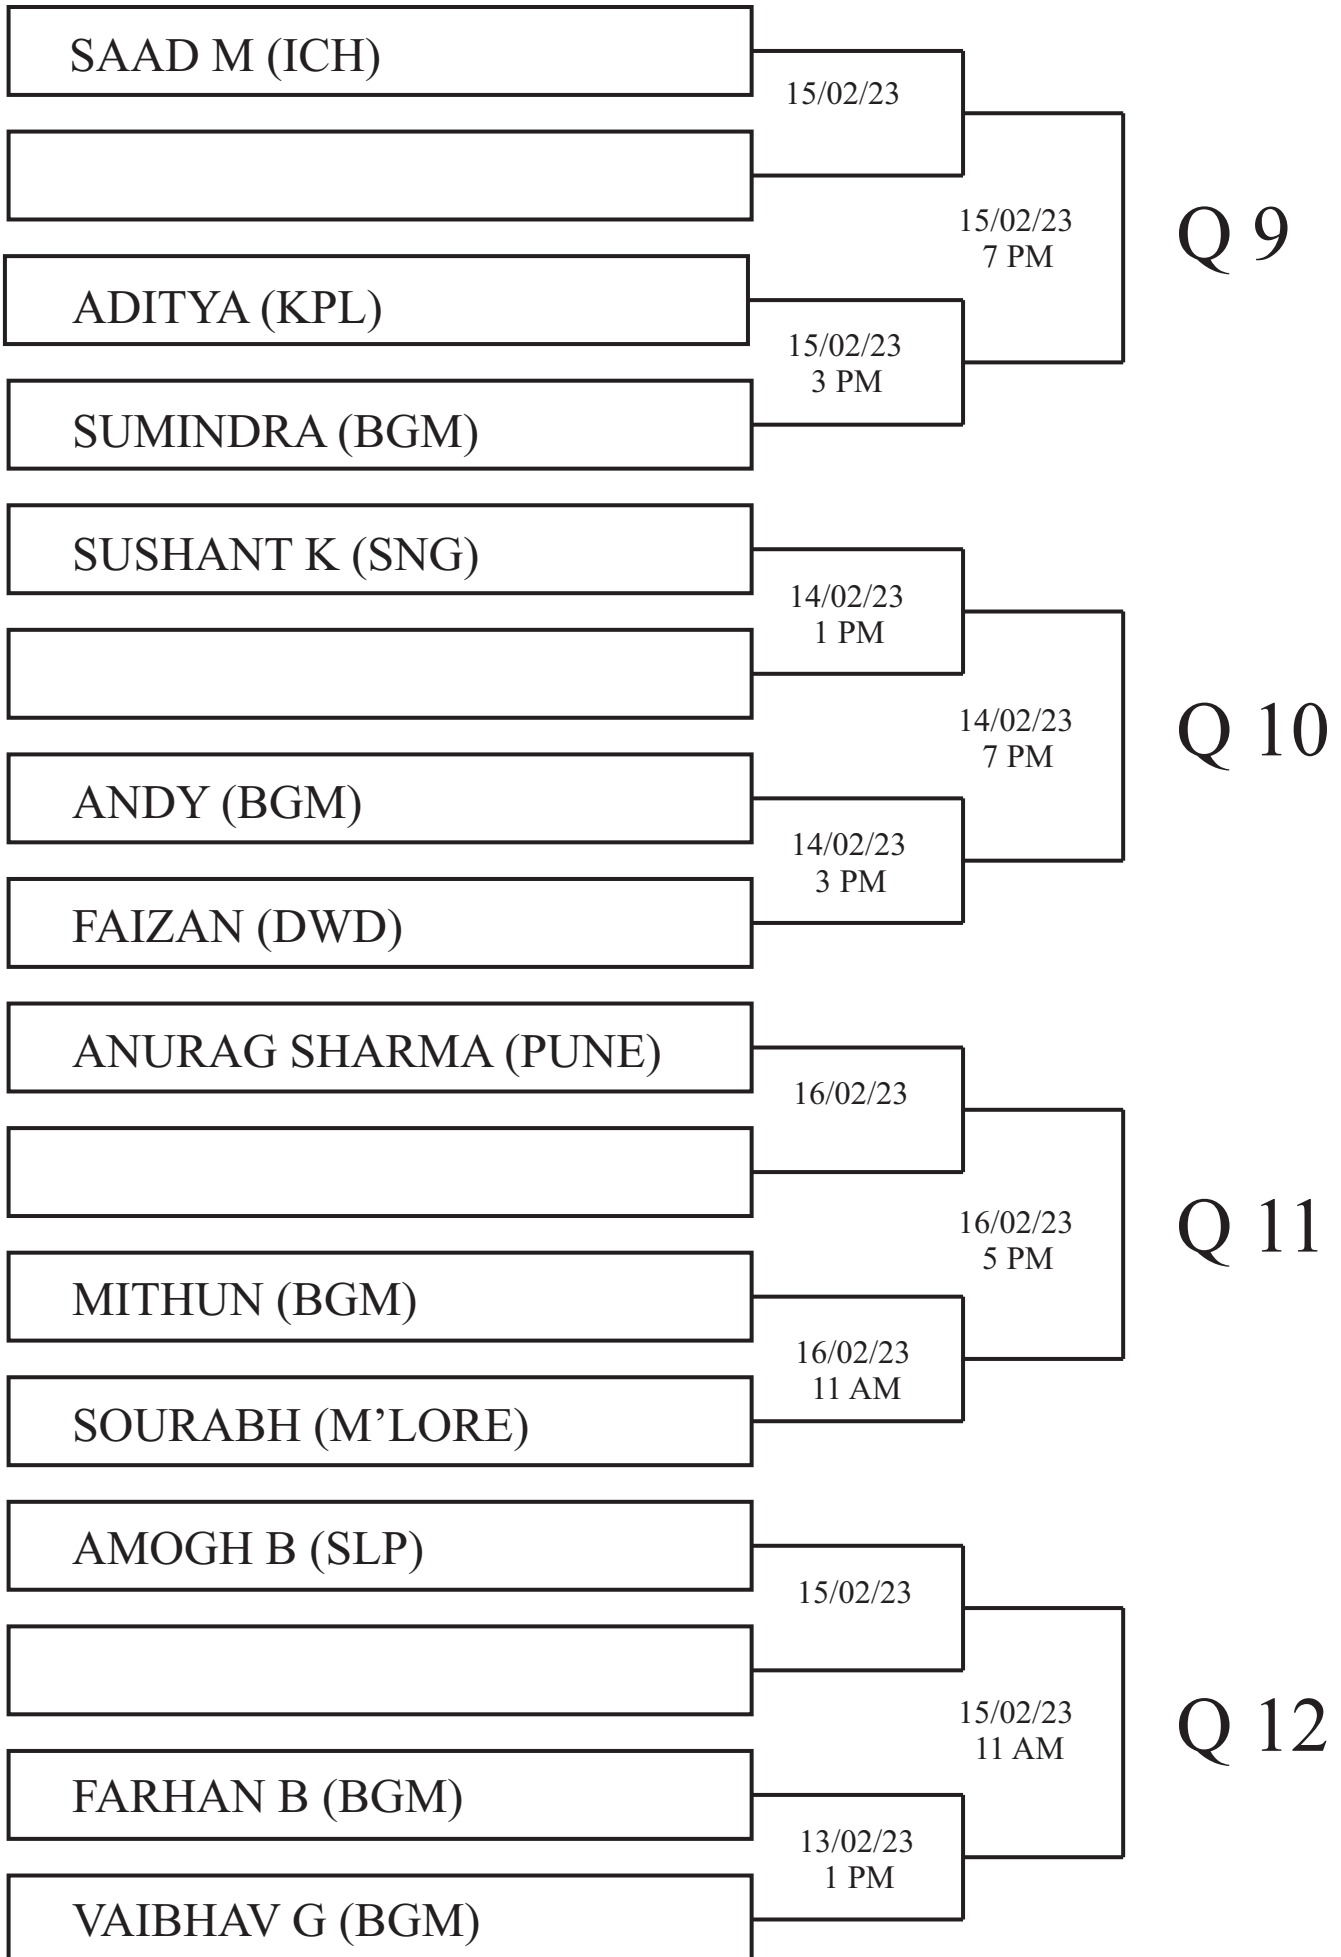 SAAD M (ICH)
15/02/23
15/02/23
7 PM
Q 9
ADITYA (KPL)
15/02/23
3 PM
SUMINDRA (BGM)
SUSHANT K (SNG)
14/02/23
1 PM
14/02/23
7 PM
Q 10
ANDY (BGM)
14/02/23
3 PM
FAIZAN (DWD)
ANURAG SHARMA (PUNE)
16/02/23
16/02/23
5 PM
Q 11
MITHUN (BGM)
16/02/23
11 AM
SOURABH (M’LORE)
AMOGH B (SLP)
15/02/23
15/02/23
11 AM
Q 12
FARHAN B (BGM)
13/02/23
1 PM
VAIBHAV G (BGM)